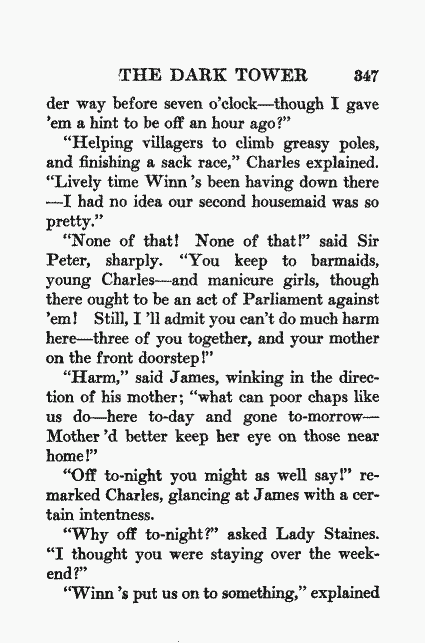 THE DARK TOWER 347
der way before seven o'clock—though I gave
'em a hint to be off an hour ago?"
"Helping villagers to climb greasy poles,
and finishing a sack race," Charles explained.
"Lively time Winn 's been having down there
—I had no idea our second housemaid was so
pretty."
"None of that! None of that!" said Sir
Peter, sharply. "You keep to barmaids,
young Charles—and manicure girls, though
there ought to be an act of Parliament against
'em! Still, I 'll admit you can't do much harm
here—three of you together, and your mother
on the front doorstep!"
"Harm," said James, winking in the direc-
tion of his mother; "what can poor chaps like
us do—here to-day and gone to-morrow—
Mother 'd better keep her eye on those near
home!"
"Off to-night you might as well say!" re-
marked Charles, glancing at James with a cer-
tain intentness.
"Why off to-night?" asked Lady Staines.
"I thought you were staying over the week-
end?"
"Winn 's put us on to something," explained